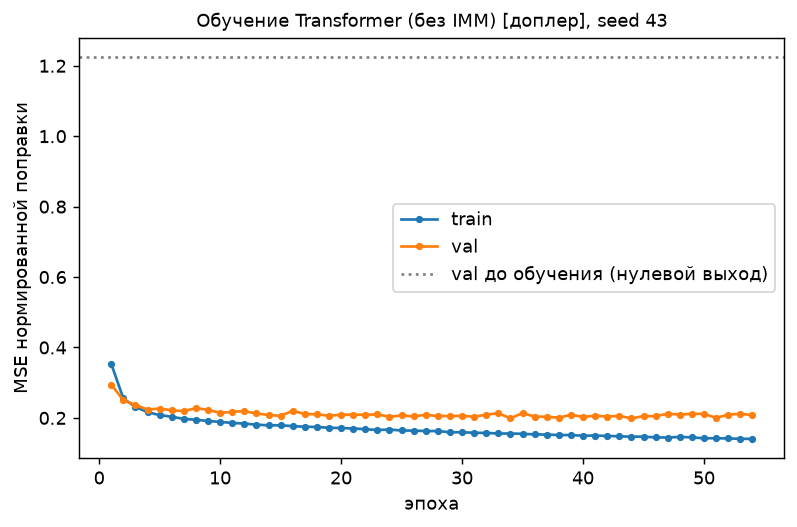 Обучение Transformer (без IMM) [доплер], seed 43
MSE нормированной поправки
1.2
1.0
0.8
0.6
0.4
0.2
train
val
val до обучения (нулевой выход)
0
10
20
30
40
50
эпоха